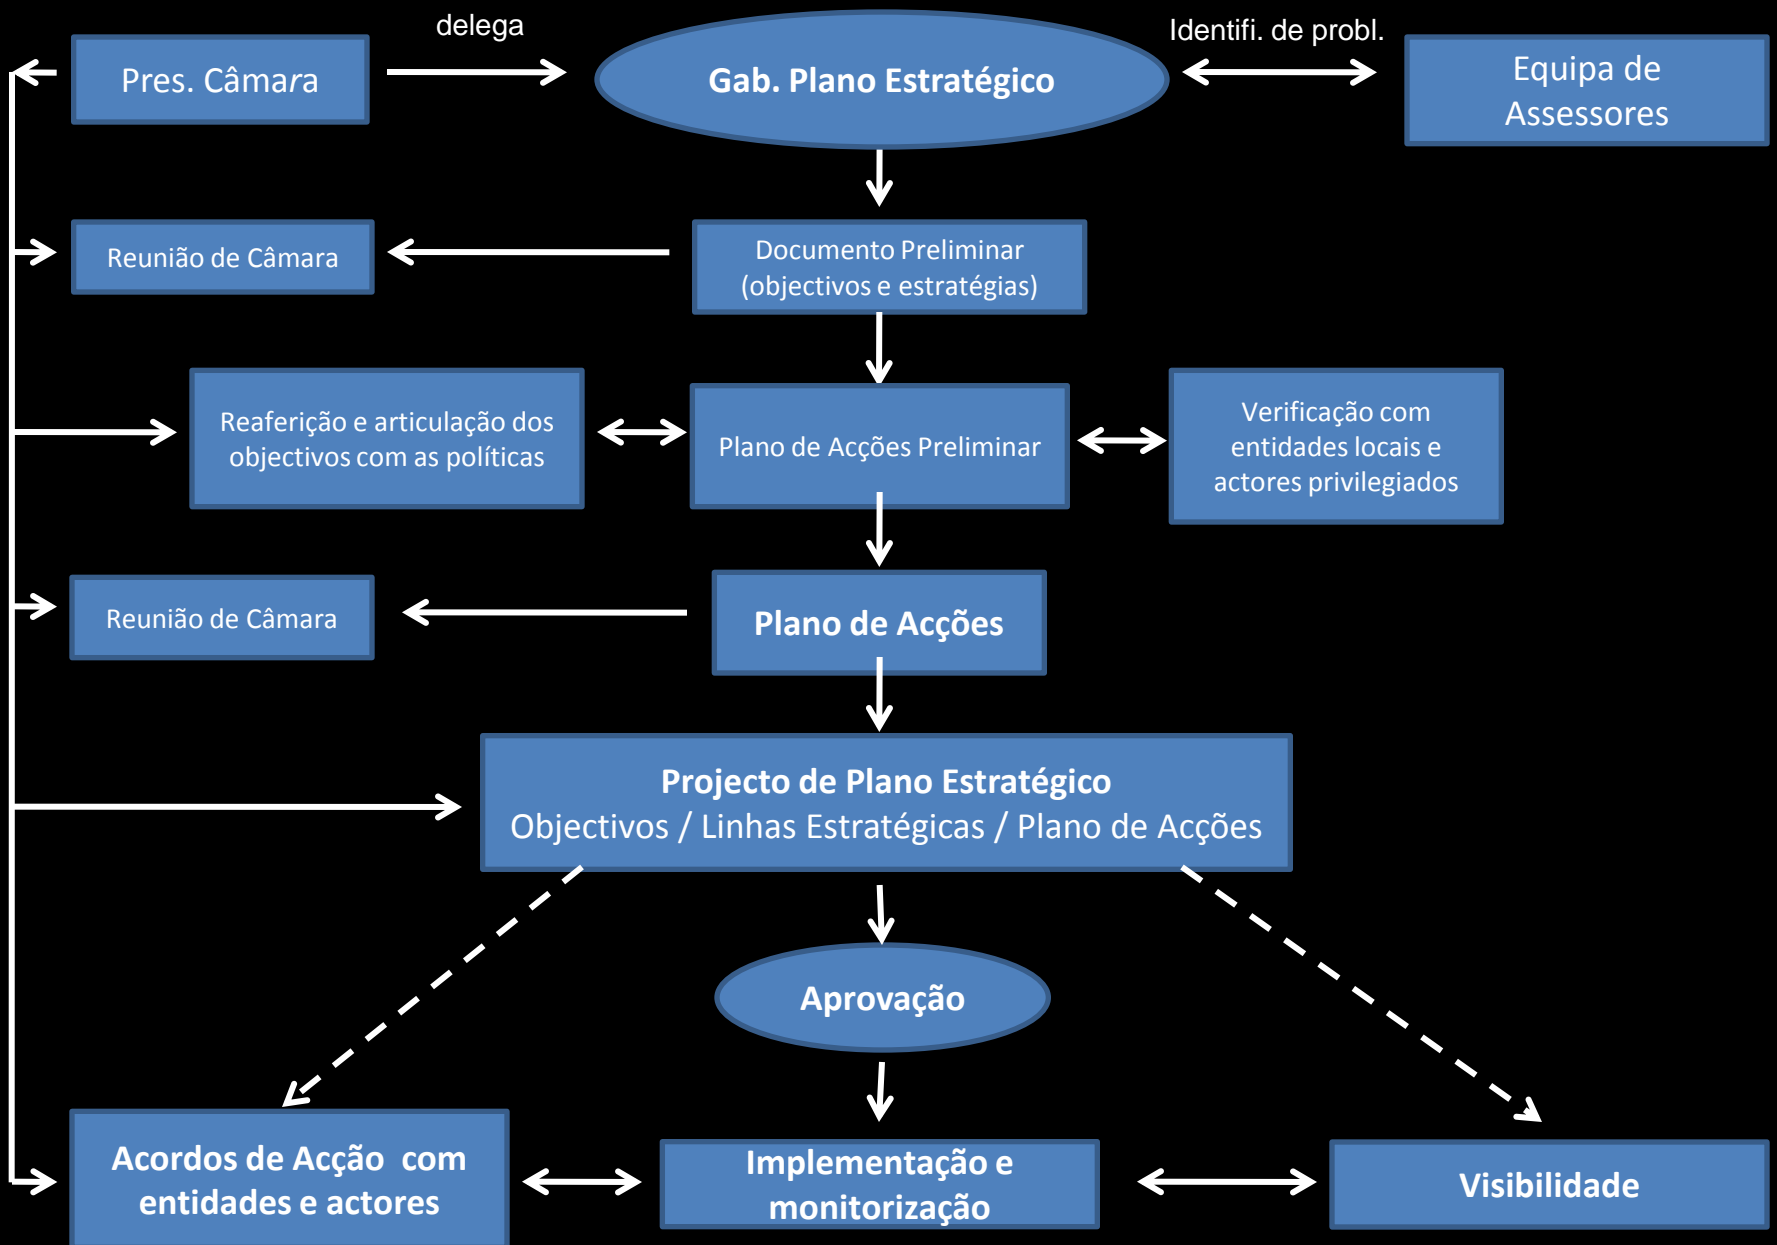 delega
Identifi. de probl.
Pres. Câmara
Gab. Plano Estratégico
Equipa de
Assessores
Reunião de Câmara
Documento Preliminar
(objectivos e estratégias)
Reaferição e articulação dos
objectivos com as políticas
Plano de Acções Preliminar
Verificação com
entidades locais e
actores privilegiados
Reunião de Câmara
Plano de Acções
Projecto de Plano Estratégico
Objectivos / Linhas Estratégicas / Plano de Acções
Aprovação
Acordos de Acção com
entidades e actores
Implementação e
monitorização
Visibilidade